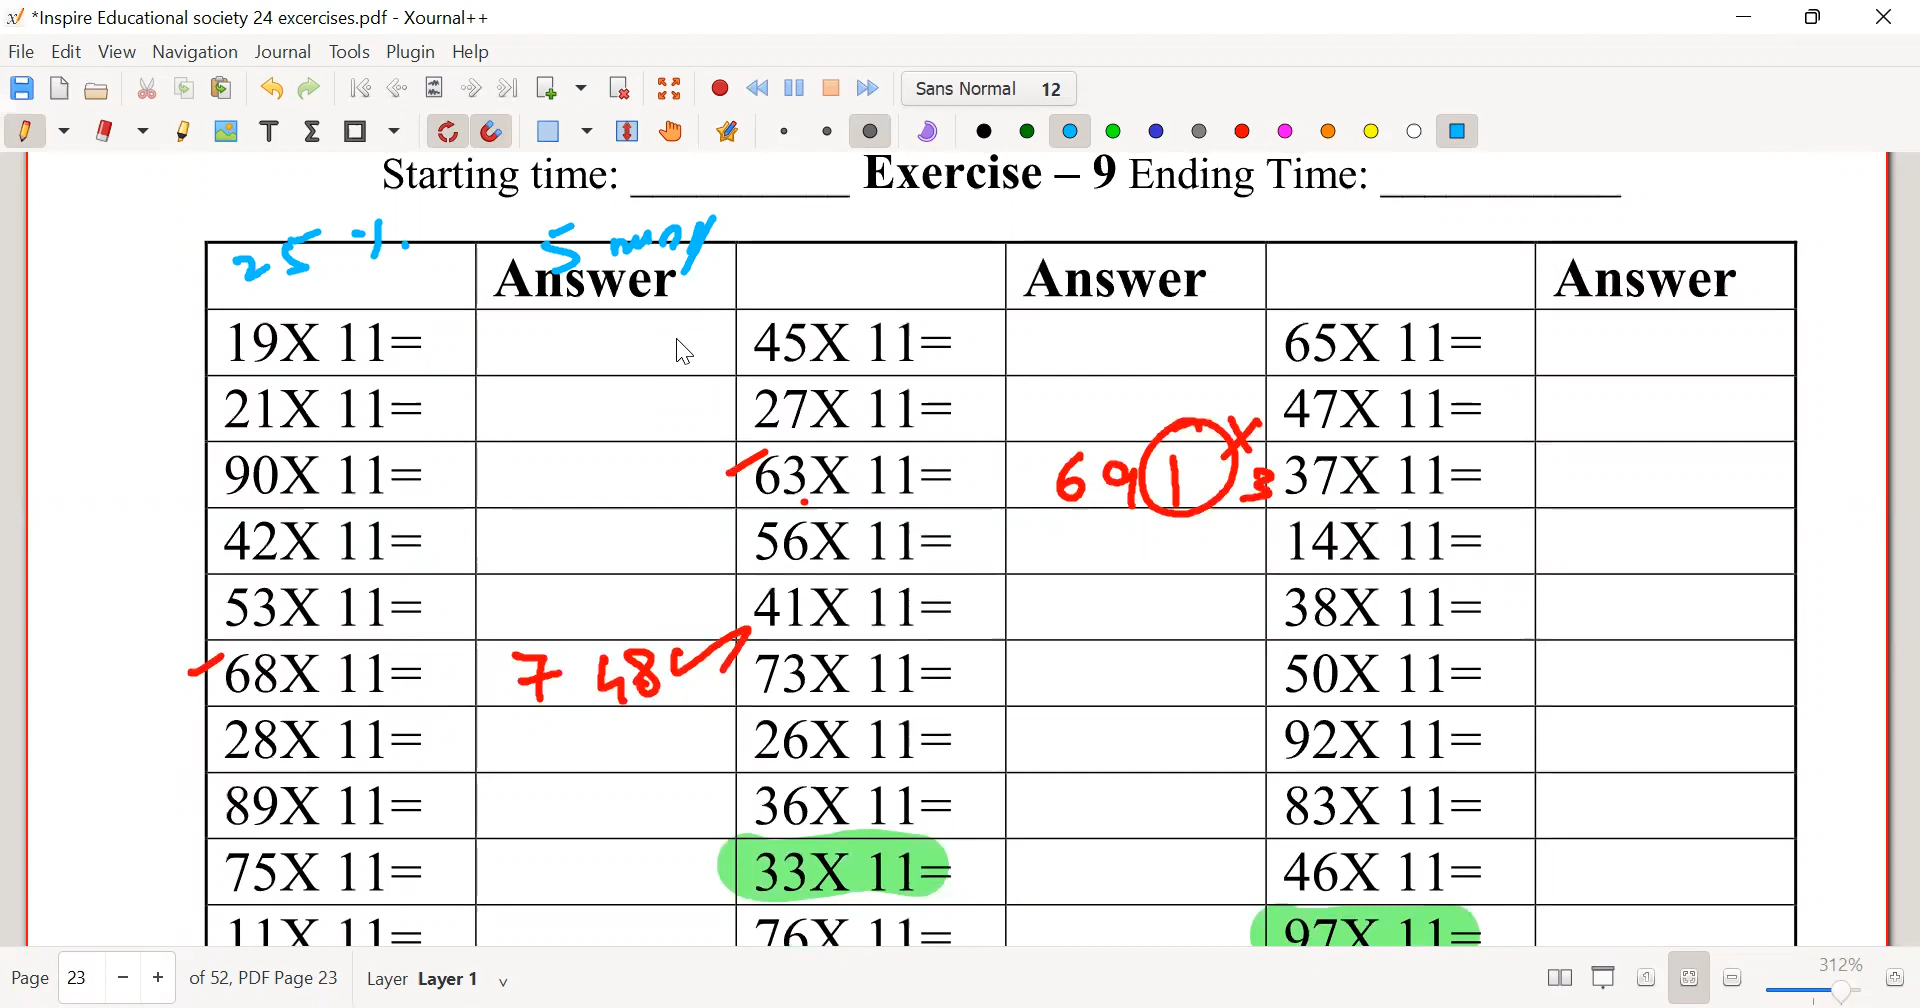 *Inspire Educational society 24 excercises.pdf - Xournal++
File Edit View Navigation Journal Tools Plugin Help
Sans Normal 12
Starting time: __________ Exercise – 9 Ending Time: ___________
25 %. 5
Answer Answer Answer
19X 11= 45X 11= 65X 11=
21X 11= 27X 11= 47X 11=
90X 11= 63X 11= 69 1 3 37X 11=
42X 11= 56X 11= 14X 11=
53X 11= 41X 11= 38X 11=
68X 11= 748 73X 11= 50X 11=
28X 11= 26X 11= 92X 11=
89X 11= 36X 11= 83X 11=
75X 11= 33X 11= 46X 11=
11X 11= 76X 11= 97X 11=
Page 23 − + of 52, PDF Page 23 Layer Layer 1 312%